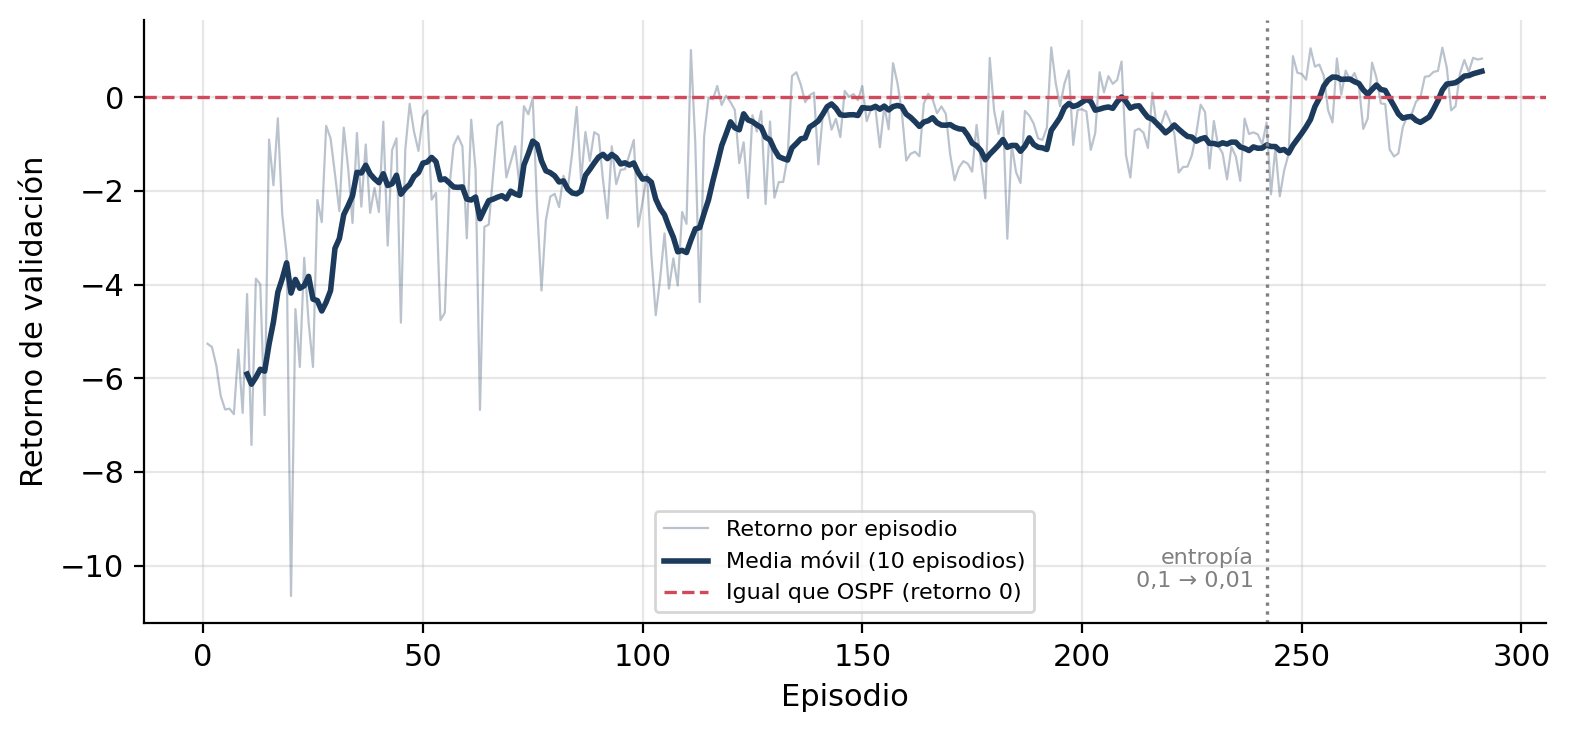 0
−2
−4
−6
−8
−10
Retorno de validación
Retorno por episodio
Media móvil (10 episodios)
Igual que OSPF (retorno 0)
entropía
0,1 → 0,01
0 50 100 150 200 250 300
Episodio